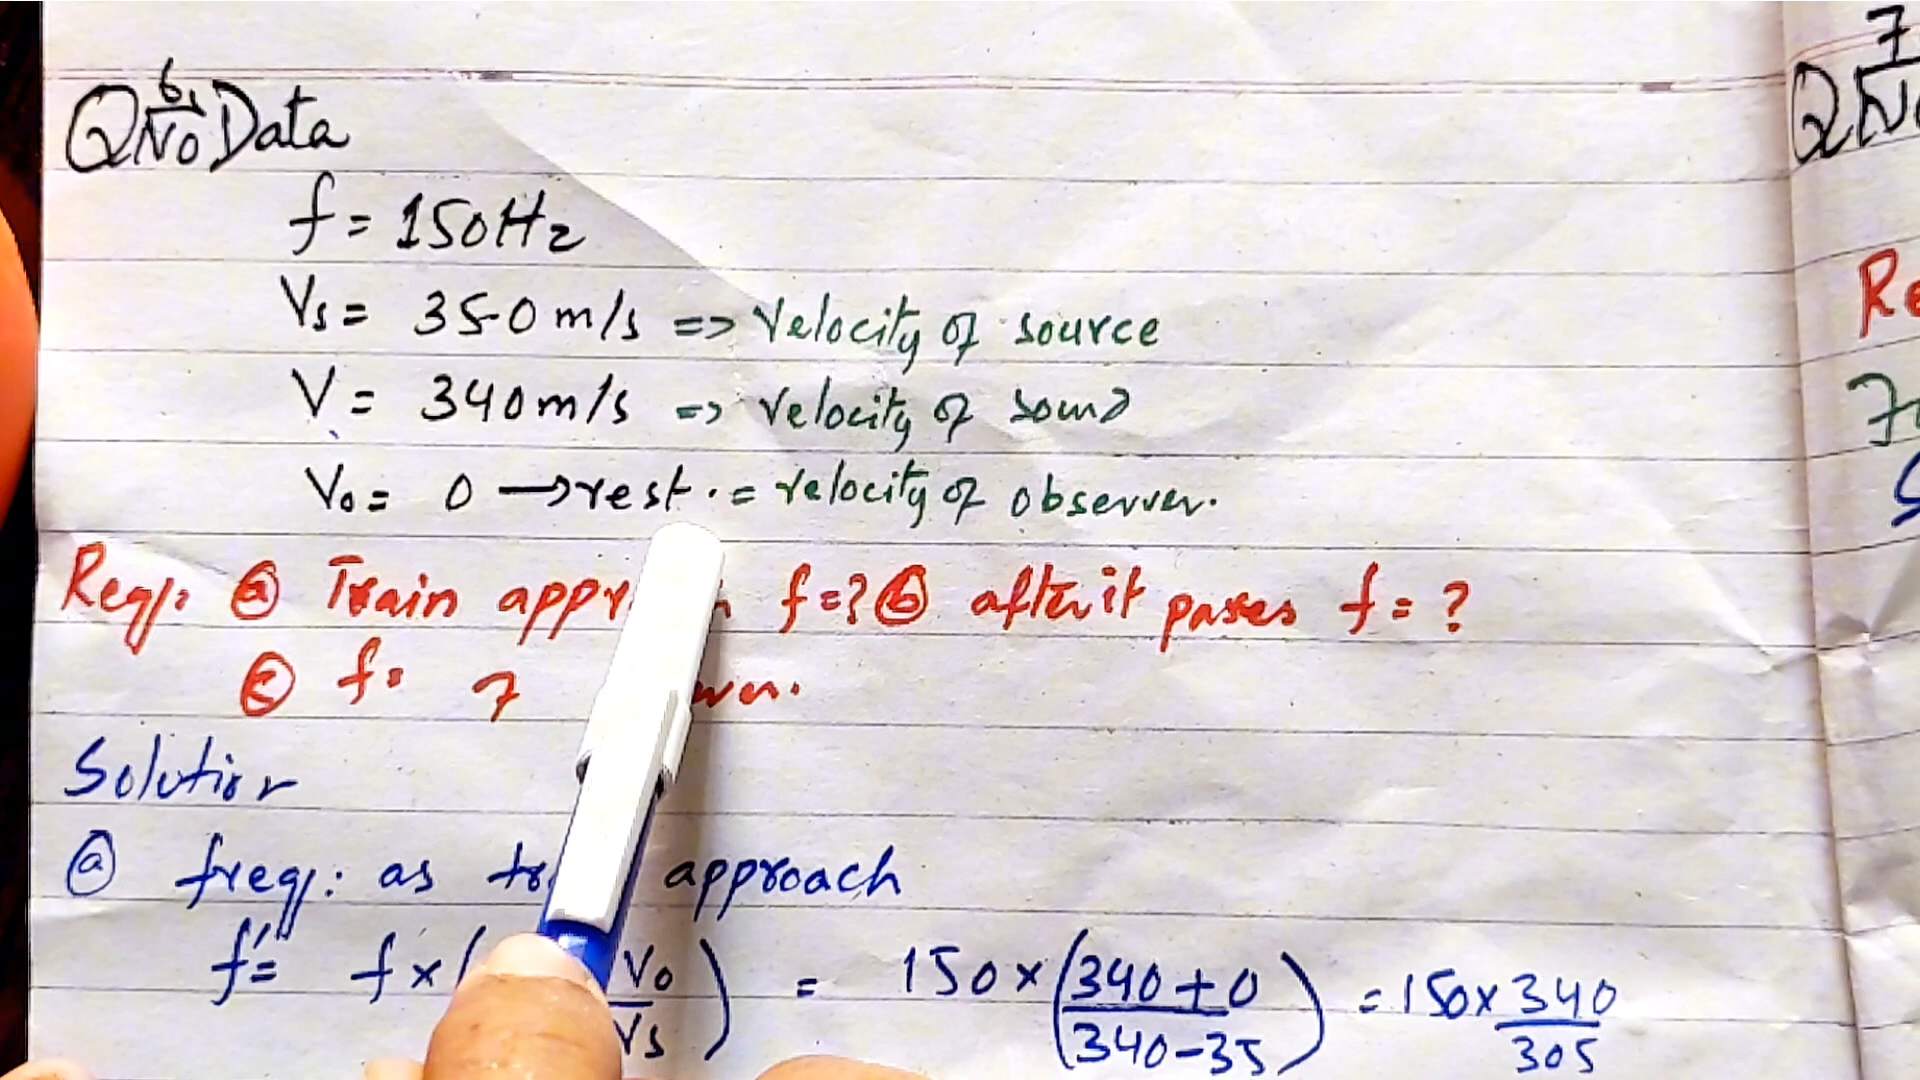 Q No 6, Data
f = 150Hz
Vs = 35.0 m/s => Velocity of source
V = 340m/s => velocity of sound
Vo = 0 → rest. = velocity of observer.
Req: (a) Train f=? (b) after it passes f = ?
(c) f =
Solution
(a) freq: as approach
f' = f × ( Vo / Vs ) = 150 × (340+0 / 340-35) = 150 × 340 / 305
7
QN
Re